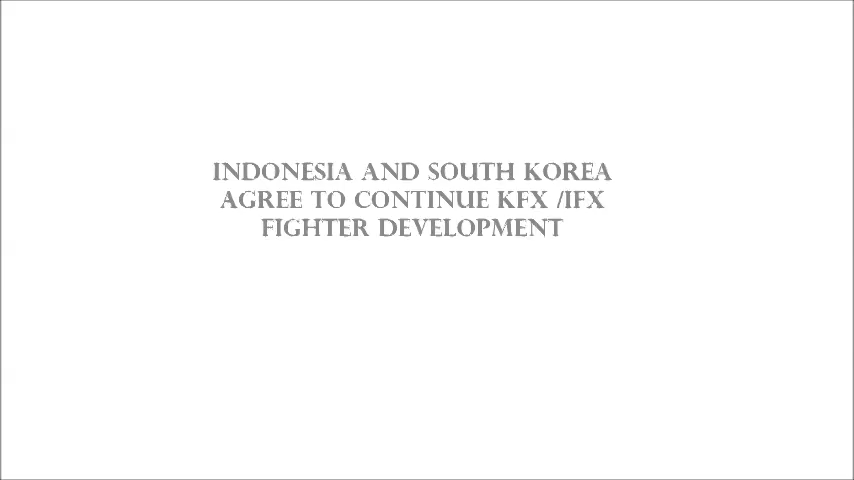 INDONESIA AND SOUTH KOREA
AGREE TO CONTINUE KFX /IFX
FIGHTER DEVELOPMENT